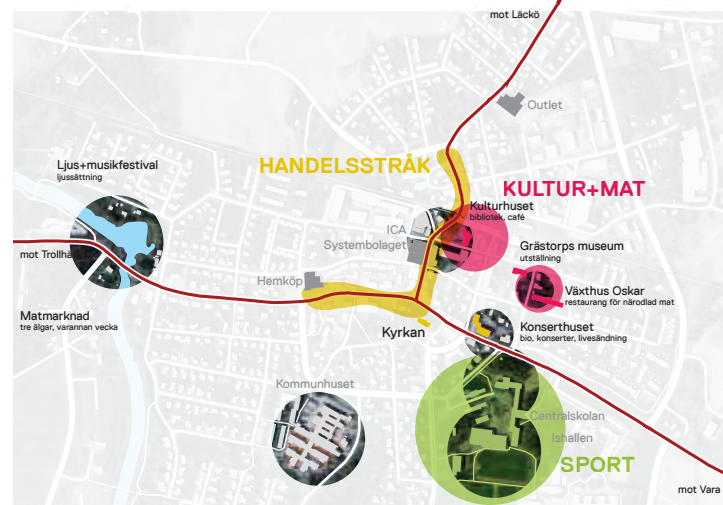 mot Läckö
Outlet
Ljus+musikfestival
ljussättning
HANDELSSTRÅK
KULTUR+MAT
Kulturhuset
bibliotek, café
ICA
Systembolaget
Grästorps museum
utställning
mot Trollhä
Hemköp
Växthus Oskar
restaurang för närodlad mat
Matmarknad
tre älgar, varannan vecka
Kyrkan
Konserthuset
bio, konserter, livesändning
Kommunhuset
Centralskolan
Ishallen
SPORT
mot Vara